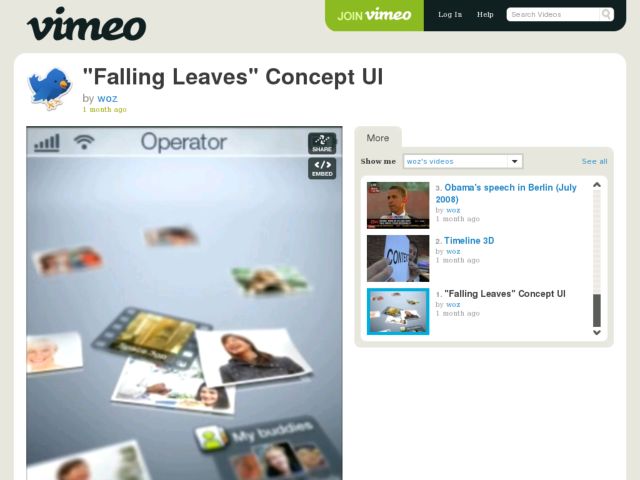 vimeo
JOIN vimeo
Log In
Help
Search Videos
"Falling Leaves" Concept UI
by woz
1 month ago
Operator
SHARE
EMBED
My buddies
More
Show me
woz's videos
See all
3. Obama's speech in Berlin (July
2008)
by woz
1 month ago
2. Timeline 3D
by woz
1 month ago
1. "Falling Leaves" Concept UI
by woz
1 month ago